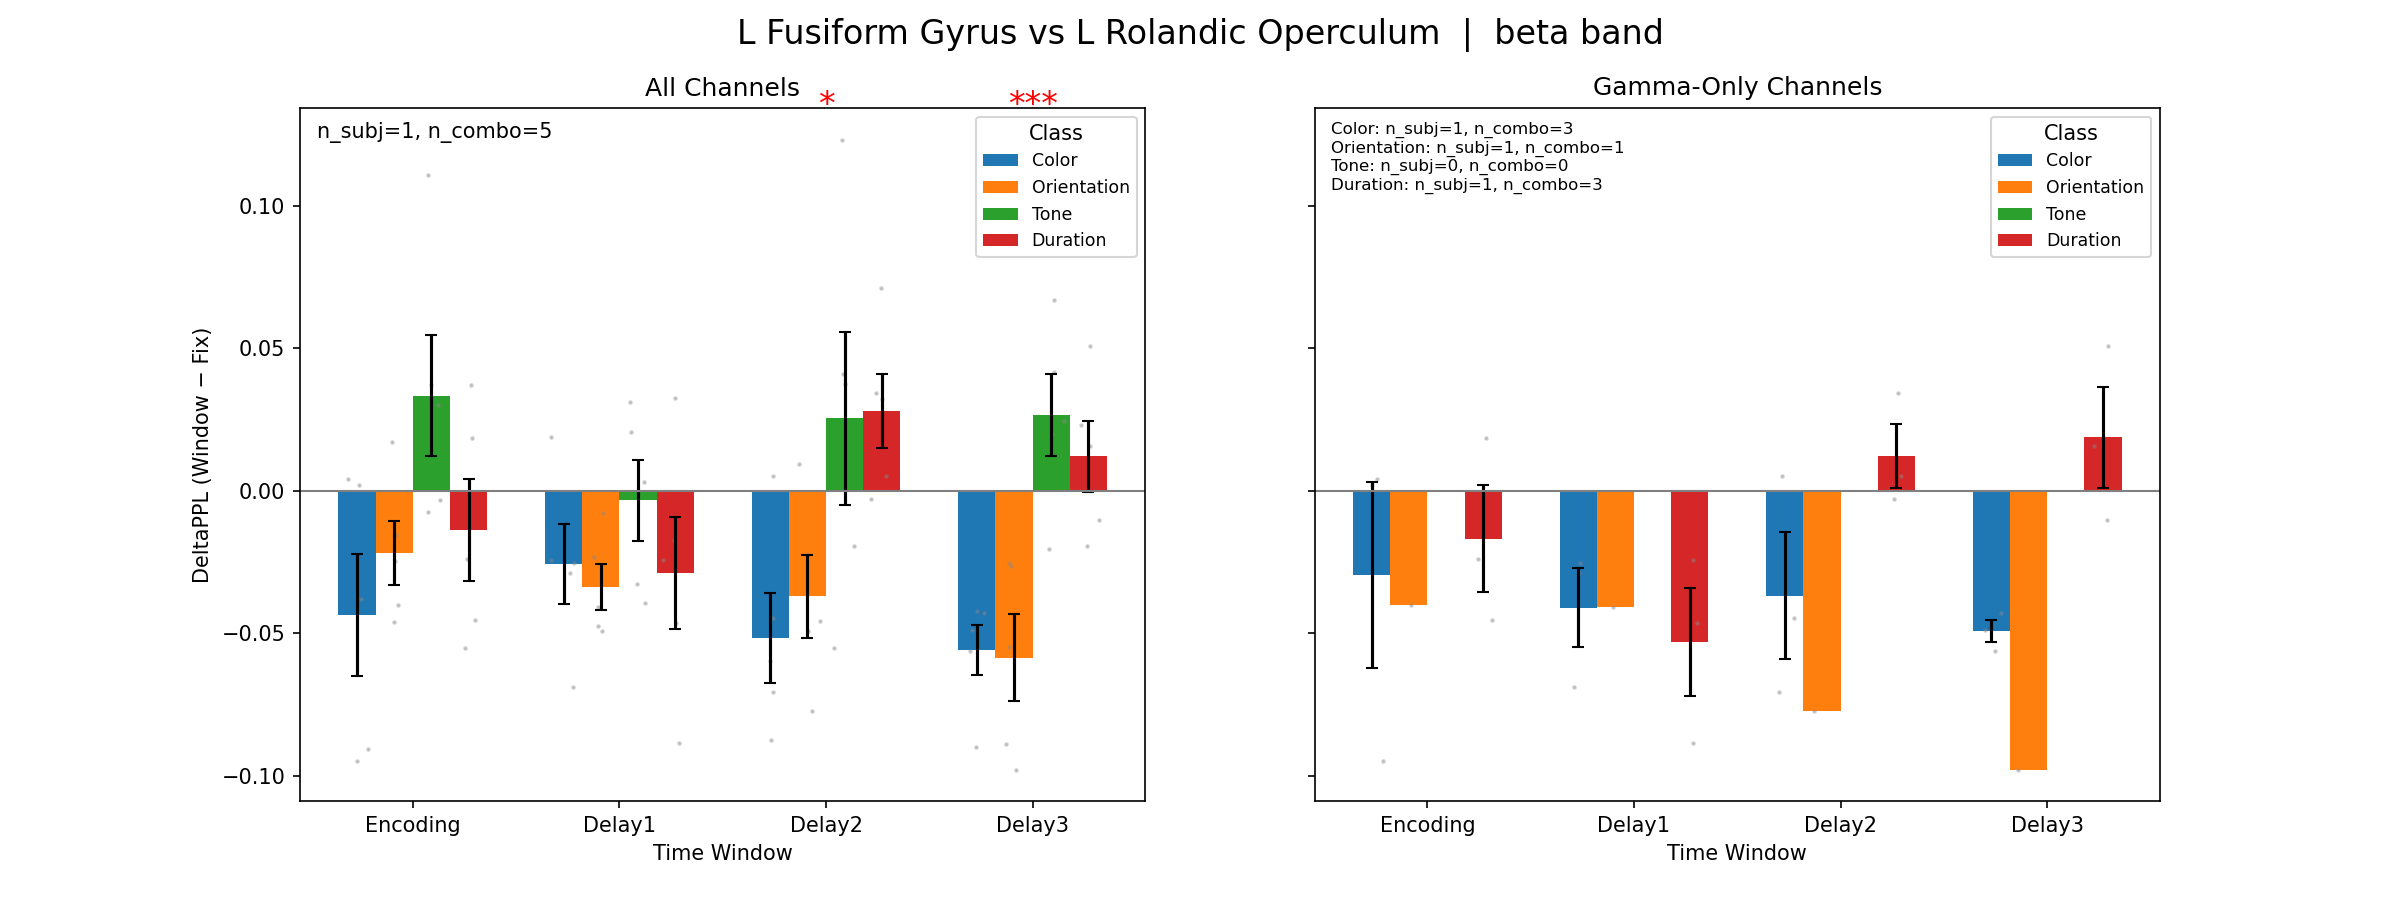 L Fusiform Gyrus vs L Rolandic Operculum | beta band
All Channels
* ***
n_subj=1, n_combo=5
Class
Color
Orientation
Tone
Duration
0.10
0.05
0.00
−0.05
−0.10
DeltaPPL (Window − Fix)
Encoding Delay1 Delay2 Delay3
Time Window
Gamma-Only Channels
Color: n_subj=1, n_combo=3
Orientation: n_subj=1, n_combo=1
Tone: n_subj=0, n_combo=0
Duration: n_subj=1, n_combo=3
Class
Color
Orientation
Tone
Duration
Encoding Delay1 Delay2 Delay3
Time Window